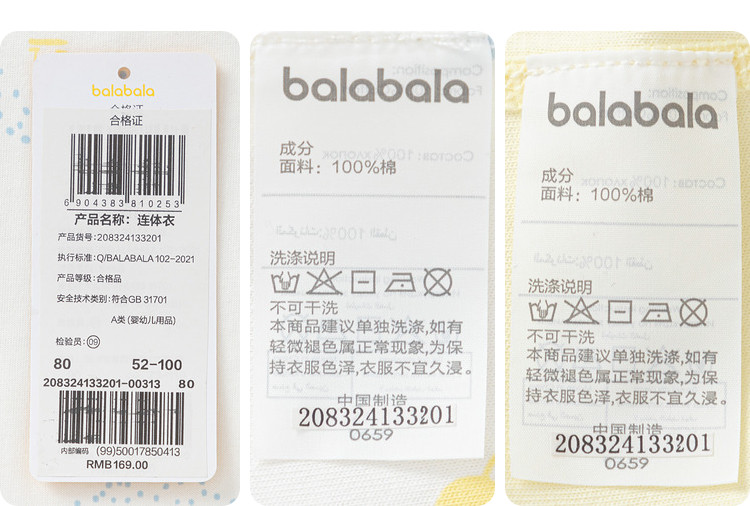 balabala
合格证
合格证
6 904383 810253
产品名称：连体衣
产品货号：208324133201
执行标准：Q/BALABALA 102-2021
产品等级：合格品
安全技术类别：符合GB 31701
A类（婴幼儿用品）
检验员：09
80 52-100
208324133201-00313 80
内部编码 (99)50017850413
RMB169.00
balabala
成分
面料：100%棉
洗涤说明
不可干洗
本商品建议单独洗涤，如有
轻微褪色属正常现象，为保
持衣服色泽，衣服不宜久浸。
中国制造
208324133201
0659
balabala
成分
面料：100%棉
洗涤说明
不可干洗
本商品建议单独洗涤，如有
轻微褪色属正常现象，为保
持衣服色泽，衣服不宜久浸。
中国制造
208324133201
0659